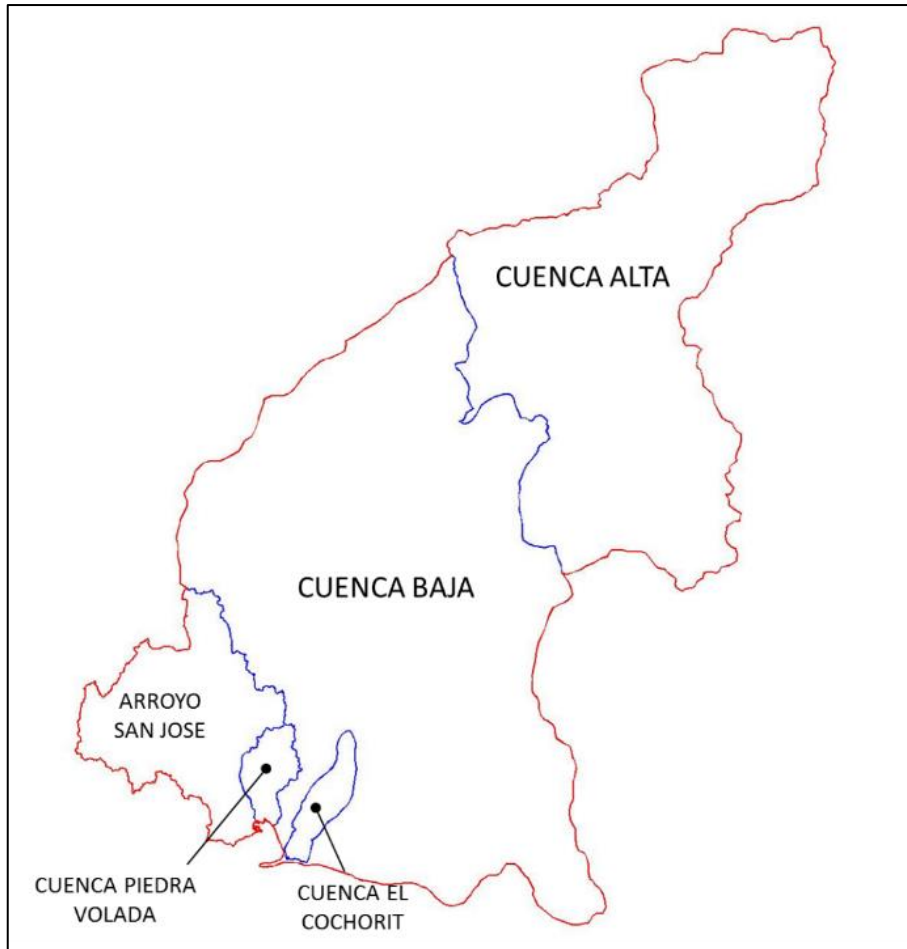 CUENCA ALTA
CUENCA BAJA
ARROYO
SAN JOSE
CUENCA PIEDRA
VOLADA
CUENCA EL
COCHORIT